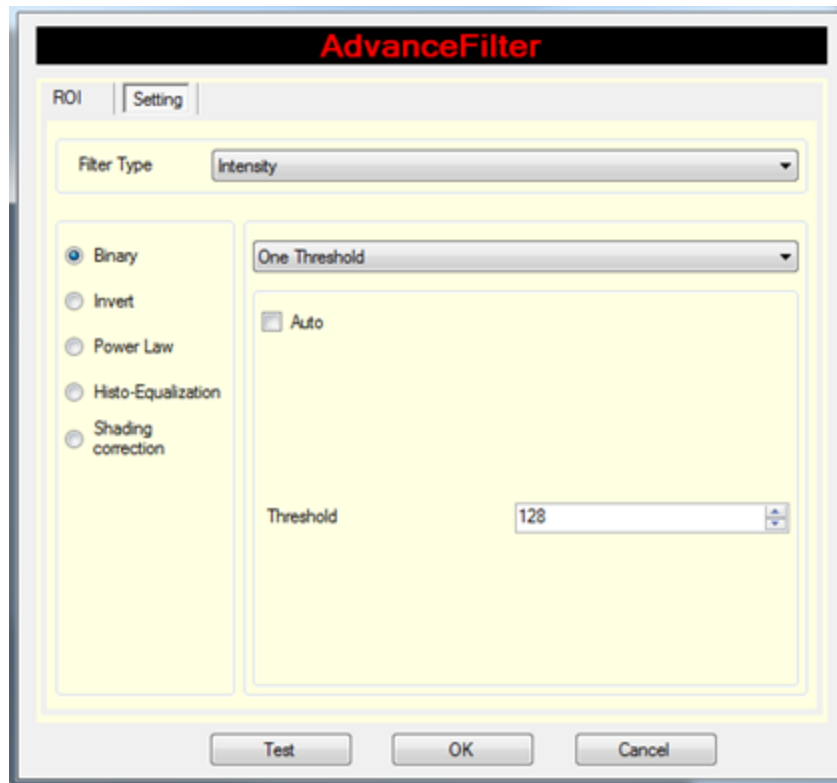 AdvanceFilter
ROI Setting
Filter Type Intensity
Binary
Invert
Power Law
Histo-Equalization
Shading
correction
One Threshold
Auto
Threshold 128
Test OK Cancel